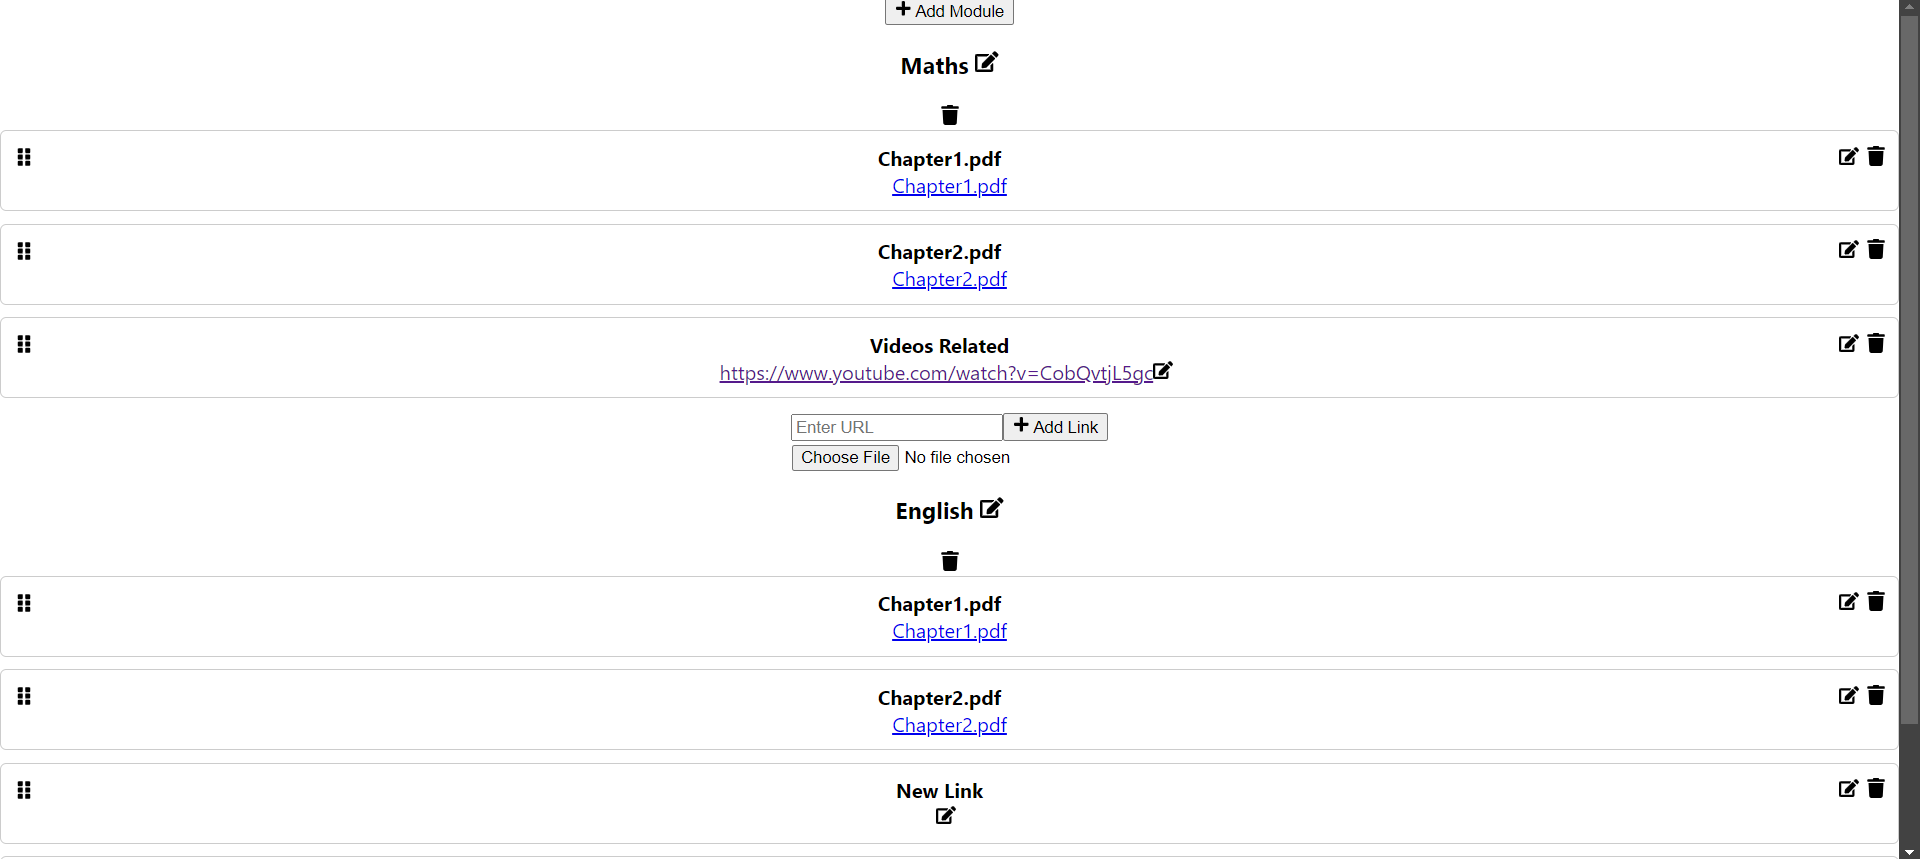 Add Module
Maths
Chapter1.pdf
Chapter1.pdf
Chapter2.pdf
Chapter2.pdf
Videos Related
https://www.youtube.com/watch?v=CobQvtjL5gc
Enter URL Add Link
Choose File No file chosen
English
Chapter1.pdf
Chapter1.pdf
Chapter2.pdf
Chapter2.pdf
New Link